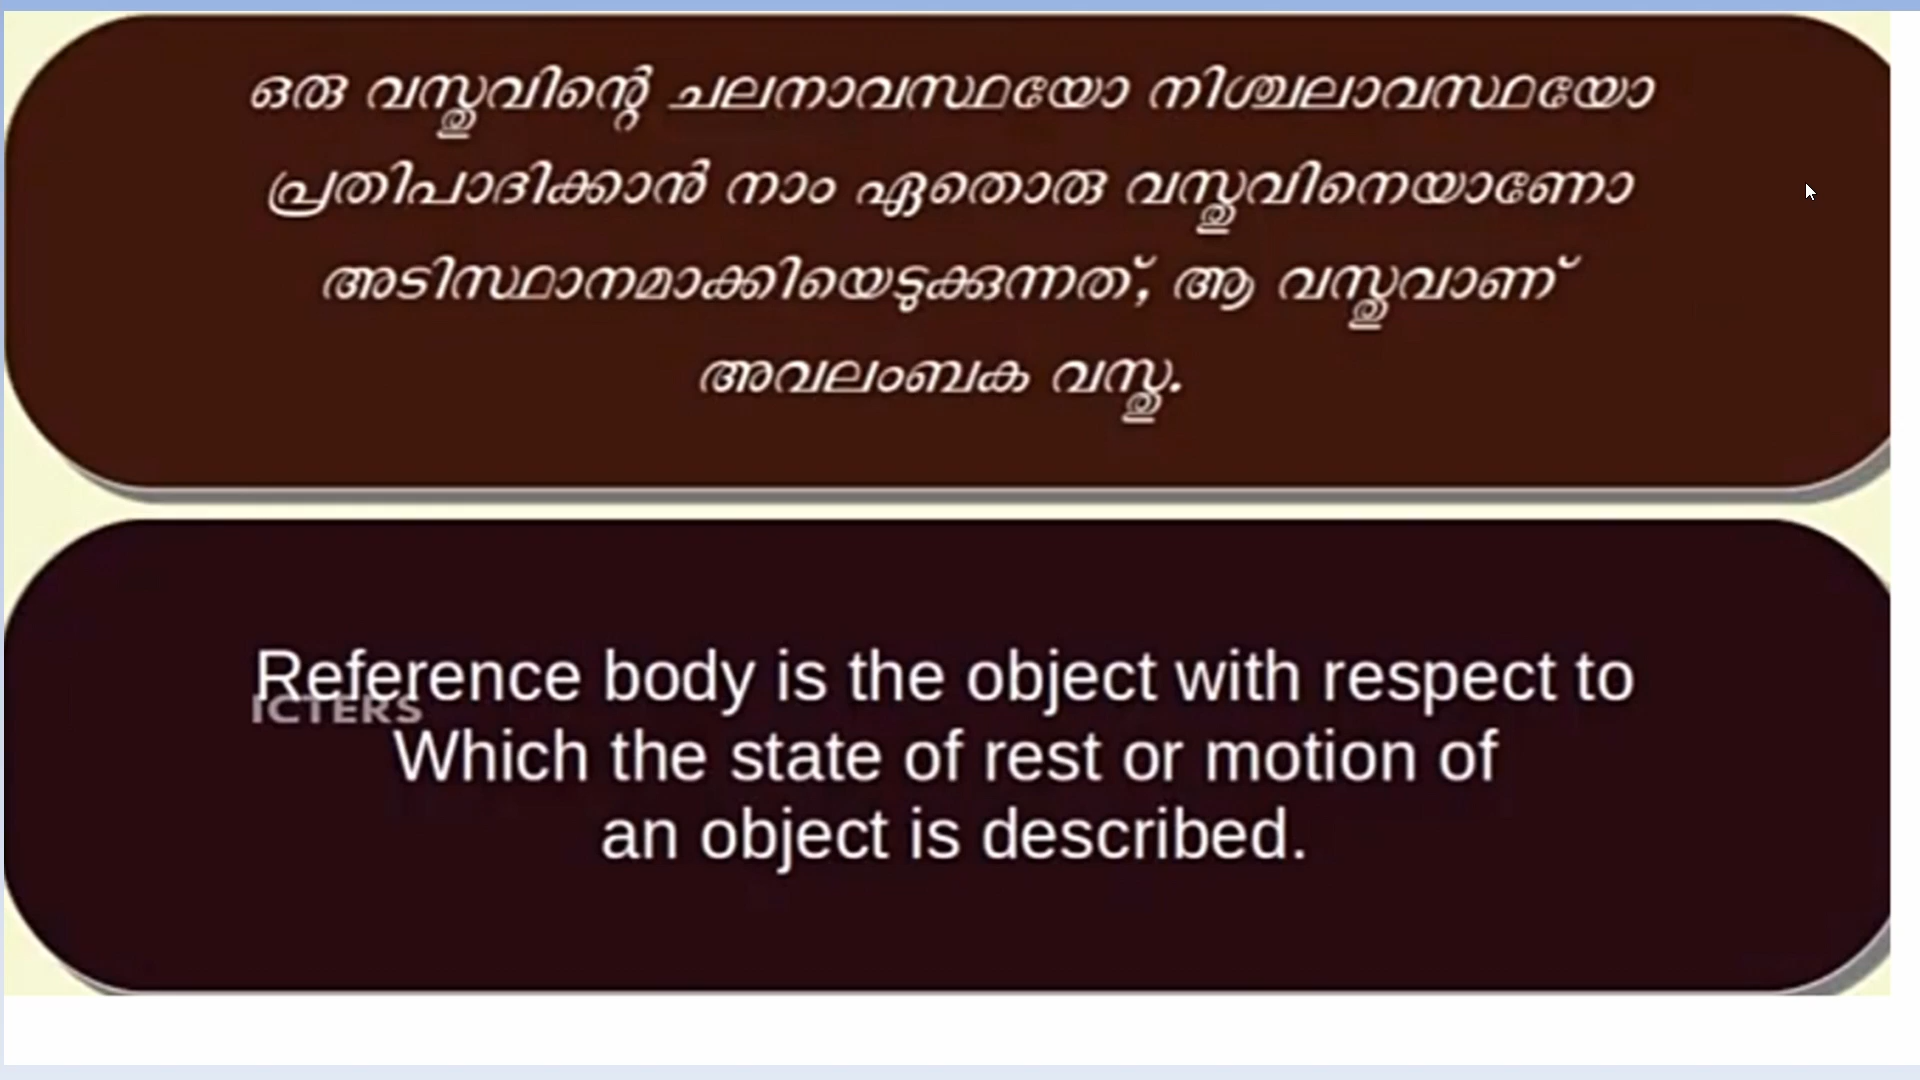 ഒരു വസ്തുവിന്റെ ചലനാവസ്ഥയോ നിശ്ചലാവസ്ഥയോ
പ്രതിപാദിക്കാൻ നാം ഏതൊരു വസ്തുവിനെയാണോ
അടിസ്ഥാനമാക്കിയെടുക്കുന്നത്, ആ വസ്തുവാണ്
അവലംബക വസ്തു.
Reference body is the object with respect to
ICTERS
Which the state of rest or motion of
an object is described.